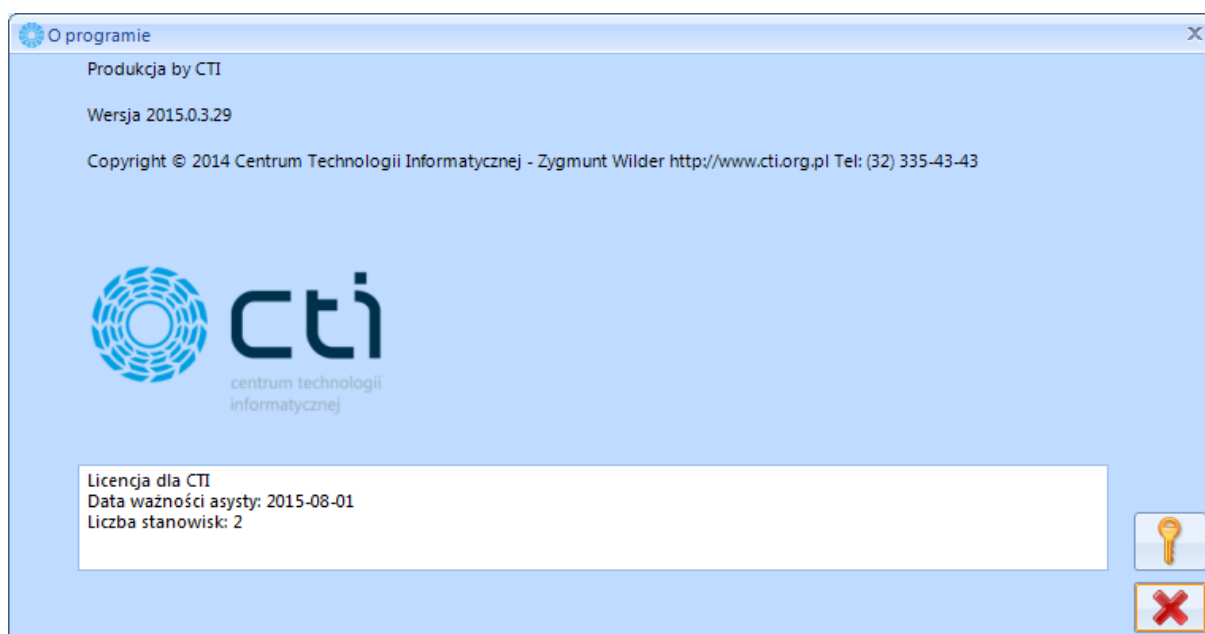 O programie
Produkcja by CTI
Wersja 2015.0.3.29
Copyright © 2014 Centrum Technologii Informatycznej - Zygmunt Wilder http://www.cti.org.pl Tel: (32) 335-43-43
cti
centrum technologii
informatycznej
Licencja dla CTI
Data ważności asysty: 2015-08-01
Liczba stanowisk: 2